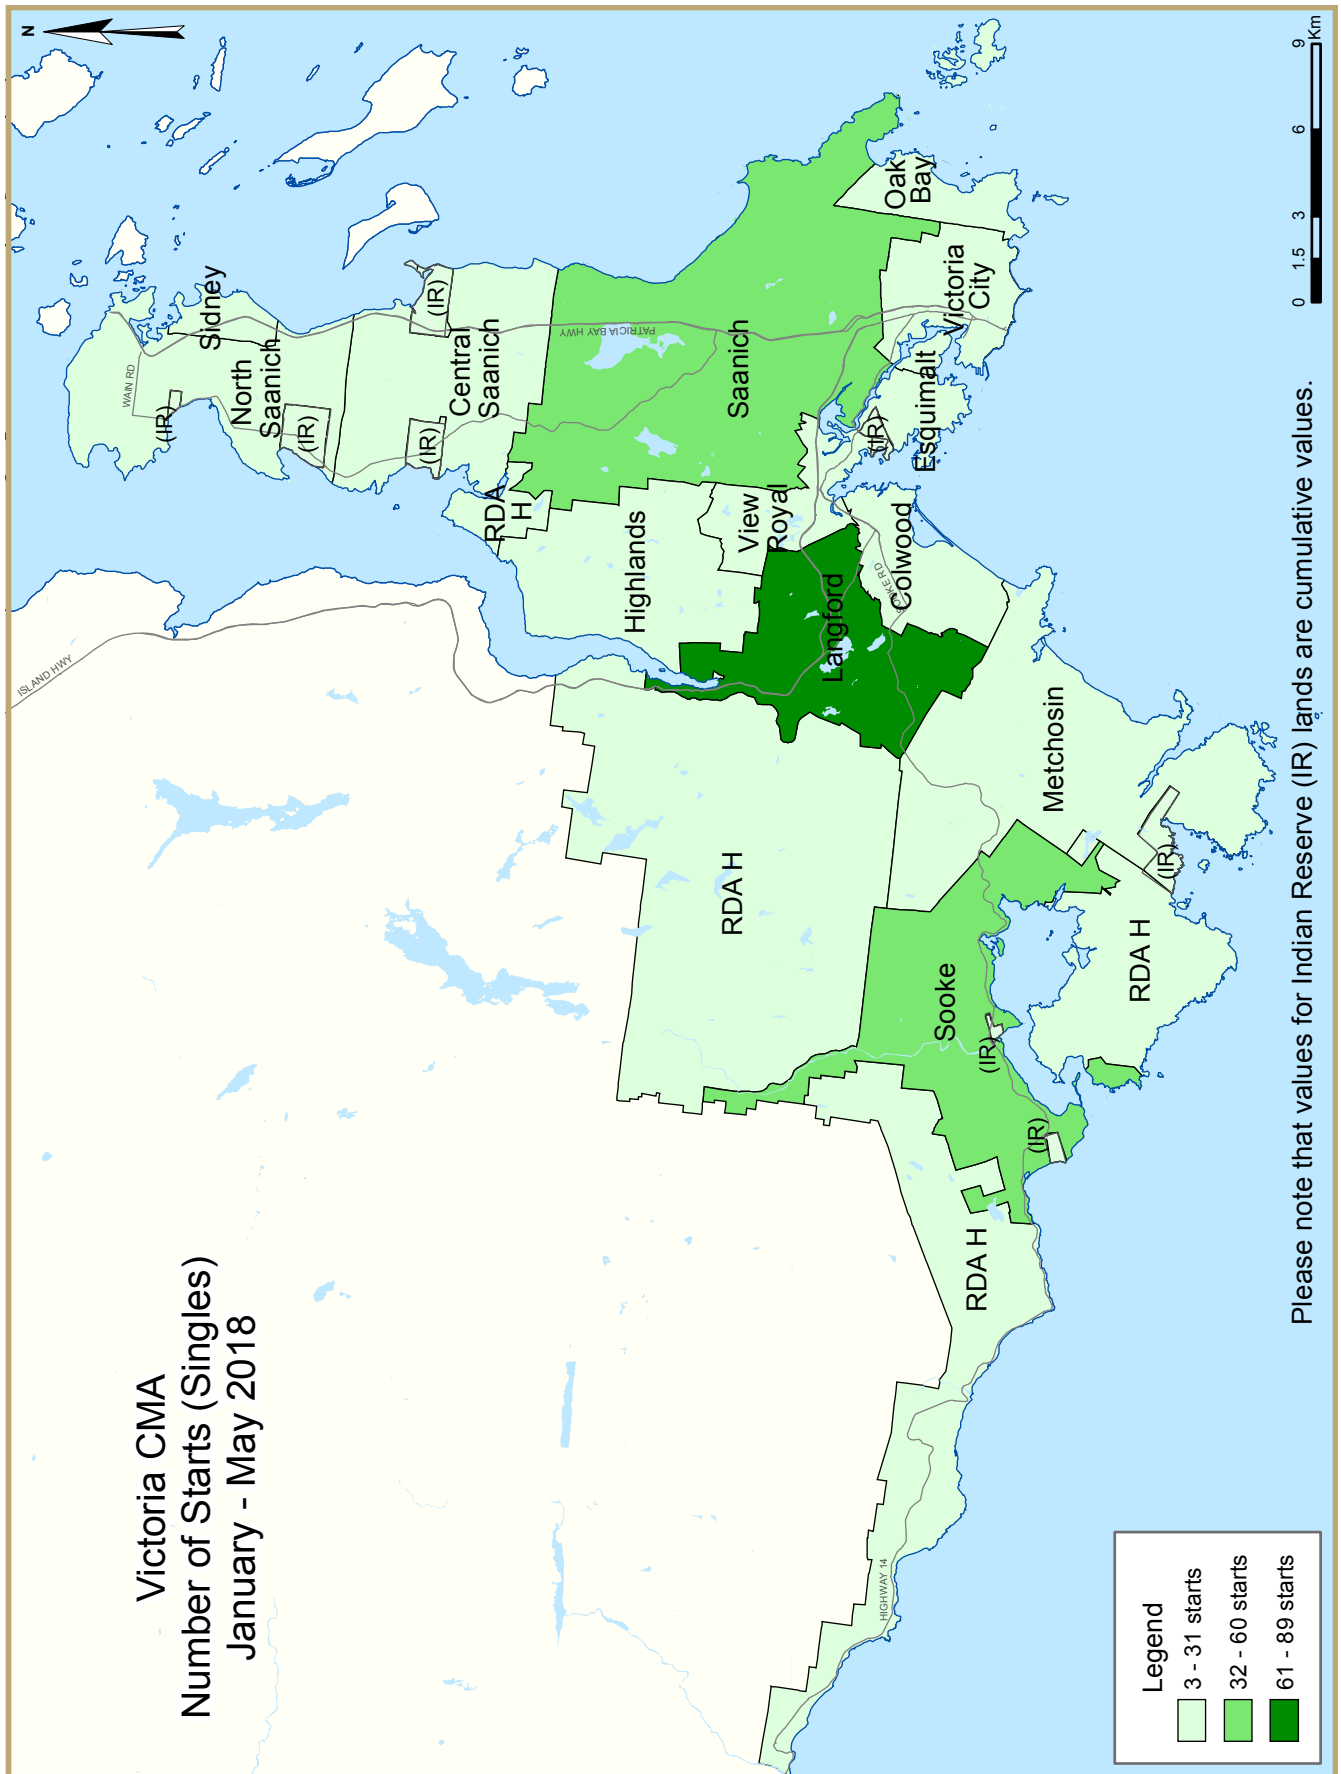 Victoria CMA
Number of Starts (Singles)
January - May 2018
N
ISLAND HWY
WAIN RD
(IR)
Sidney
North
Saanich
(IR)
(IR)
(IR)
Central
Saanich
PATRICIA BAY HWY
RDA
H
Saanich
Highlands
View
Royal
Oak
Bay
Victoria
City
Esquimalt
(IR)
Langford
Colwood
SOOKE RD
RDA H
Metchosin
Sooke
(IR)
(IR)
RDA H
(IR)
RDA H
HIGHWAY 14
Legend
3 - 31 starts
32 - 60 starts
61 - 89 starts
Please note that values for Indian Reserve (IR) lands are cumulative values.
0 1.5 3 6 9
Km